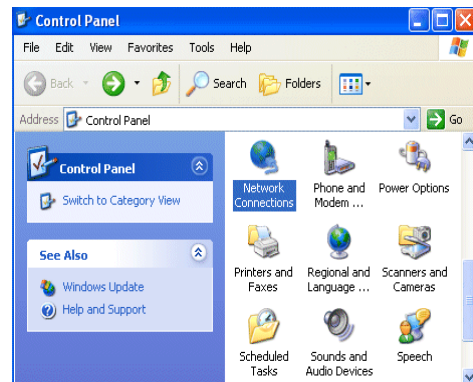 Control Panel
File Edit View Favorites Tools Help
Back Search Folders
Address Control Panel Go
Control Panel
Switch to Category View
See Also
Windows Update
Help and Support
Network Connections
Phone and Modem ...
Power Options
Printers and Faxes
Regional and Language ...
Scanners and Cameras
Scheduled Tasks
Sounds and Audio Devices
Speech